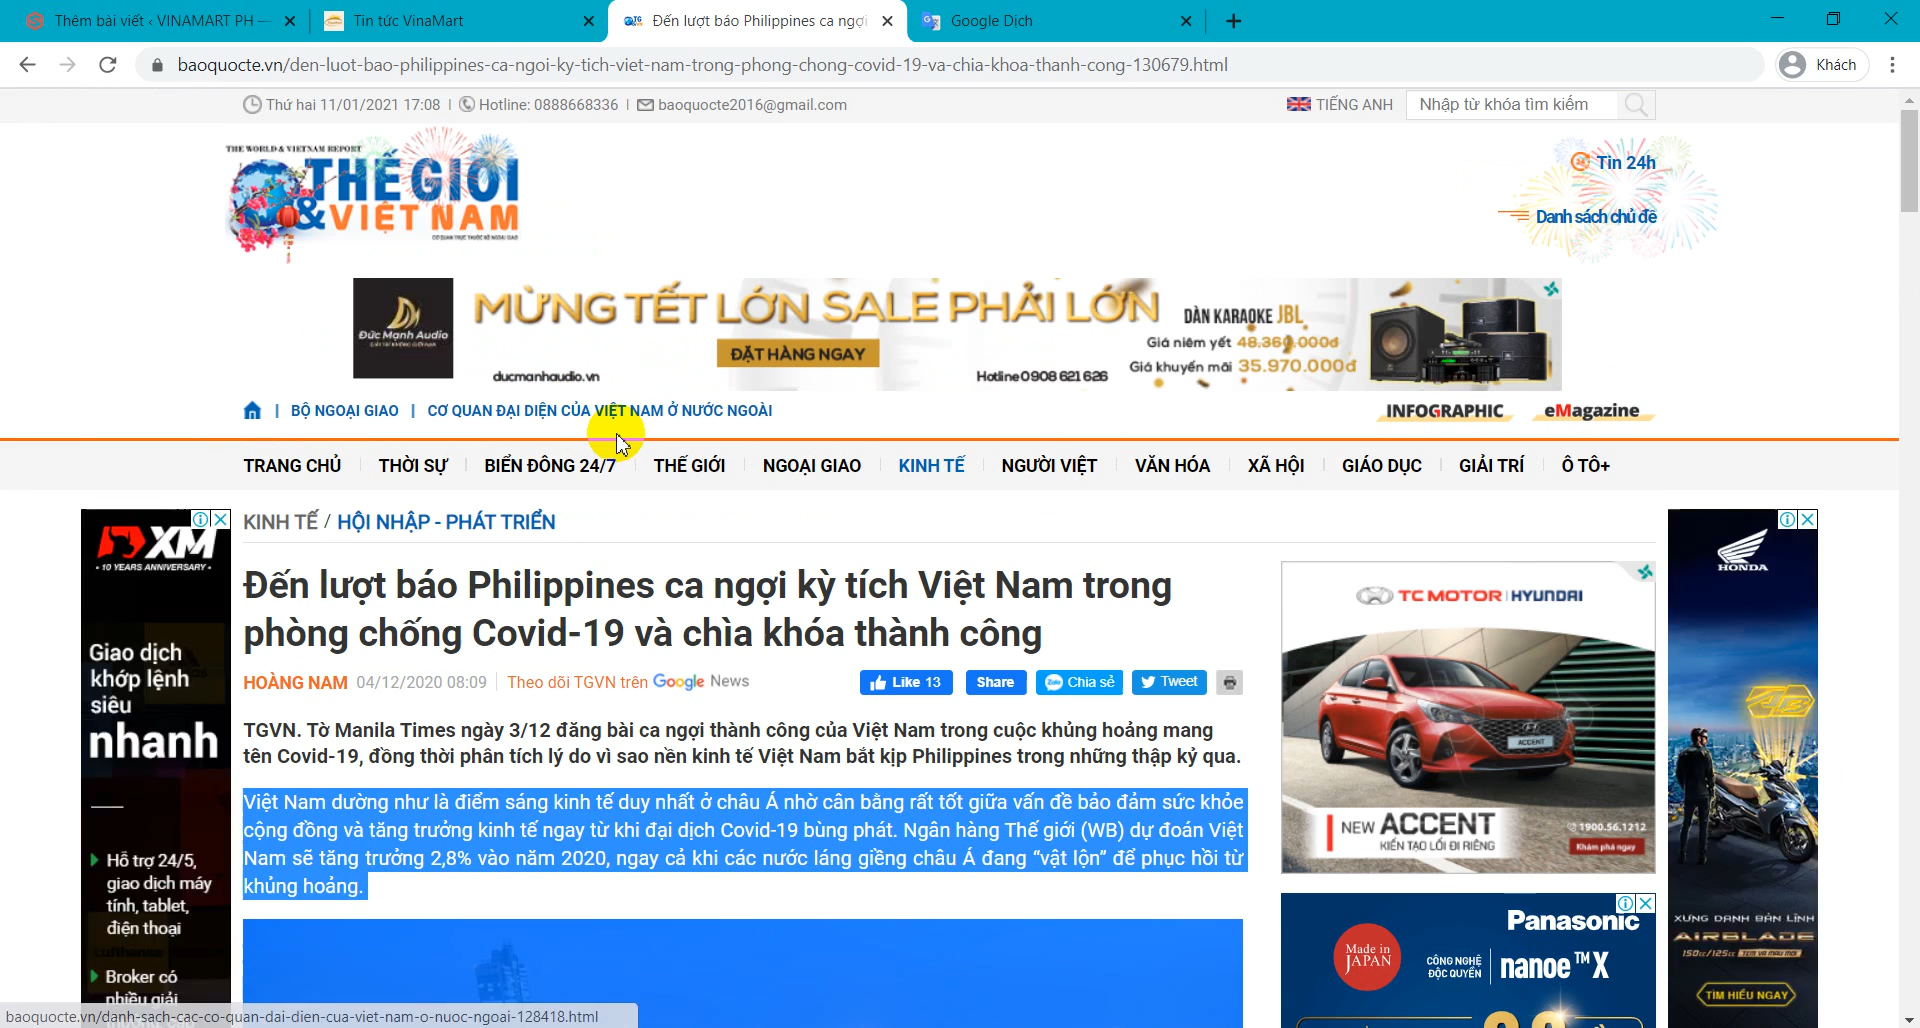 Thêm bài viết ‹ VINAMART PH —
Tin tức VinaMart
Đến lượt báo Philippines ca ngợi
Google Dịch
baoquocte.vn/den-luot-bao-philippines-ca-ngoi-ky-tich-viet-nam-trong-phong-chong-covid-19-va-chia-khoa-thanh-cong-130679.html
Khách
Thứ hai 11/01/2021 17:08 | Hotline: 0888668336 | baoquocte2016@gmail.com
TIẾNG ANH
Nhập từ khóa tìm kiếm
THE WORLD & VIETNAM REPORT
THẾ GIỚI
& VIỆT NAM
CƠ QUAN TRỰC THUỘC BỘ NGOẠI GIAO
Tin 24h
Danh sách chủ đề
Đức Mạnh Audio
MỪNG TẾT LỚN SALE PHẢI LỚN
ĐẶT HÀNG NGAY
ducmanhaudio.vn
Hotline 0908 621 626
DÀN KARAOKE JBL
Giá niêm yết 48.360.000đ
Giá khuyến mãi 35.970.000đ
| BỘ NGOẠI GIAO | CƠ QUAN ĐẠI DIỆN CỦA VIỆT NAM Ở NƯỚC NGOÀI
INFOGRAPHIC
eMagazine
TRANG CHỦ THỜI SỰ BIỂN ĐÔNG 24/7 THẾ GIỚI NGOẠI GIAO KINH TẾ NGƯỜI VIỆT VĂN HÓA XÃ HỘI GIÁO DỤC GIẢI TRÍ Ô TÔ+
KINH TẾ / HỘI NHẬP - PHÁT TRIỂN
Đến lượt báo Philippines ca ngợi kỳ tích Việt Nam trong
phòng chống Covid-19 và chìa khóa thành công
HOÀNG NAM 04/12/2020 08:09 Theo dõi TGVN trên Google News
Like 13
Share
Zalo Chia sẻ
Tweet
TGVN. Tờ Manila Times ngày 3/12 đăng bài ca ngợi thành công của Việt Nam trong cuộc khủng hoảng mang
tên Covid-19, đồng thời phân tích lý do vì sao nền kinh tế Việt Nam bắt kịp Philippines trong những thập kỷ qua.
Việt Nam dường như là điểm sáng kinh tế duy nhất ở châu Á nhờ cân bằng rất tốt giữa vấn đề bảo đảm sức khỏe
cộng đồng và tăng trưởng kinh tế ngay từ khi đại dịch Covid-19 bùng phát. Ngân hàng Thế giới (WB) dự đoán Việt
Nam sẽ tăng trưởng 2,8% vào năm 2020, ngay cả khi các nước láng giềng châu Á đang “vật lộn” để phục hồi từ
khủng hoảng.
XM
• 10 YEARS ANNIVERSARY •
Giao dịch
khớp lệnh
siêu
nhanh
Hỗ trợ 24/5,
giao dịch máy
tính, tablet,
điện thoại
Broker có
nhiều giải
TC MOTOR | HYUNDAI
ACCENT
NEW ACCENT
KIẾN TẠO LỐI ĐI RIÊNG
1900.56.1212
Khám phá ngay
Panasonic
Made in
JAPAN
CÔNG NGHỆ
ĐỘC QUYỀN
nanoe™X
HONDA
XỨNG DANH BẢN LĨNH
AIRBLADE
150cc/125cc TEM VÀ MÀU MỚI
TÌM HIỂU NGAY
baoquocte.vn/danh-sach-cac-co-quan-dai-dien-cua-viet-nam-o-nuoc-ngoai-128418.html